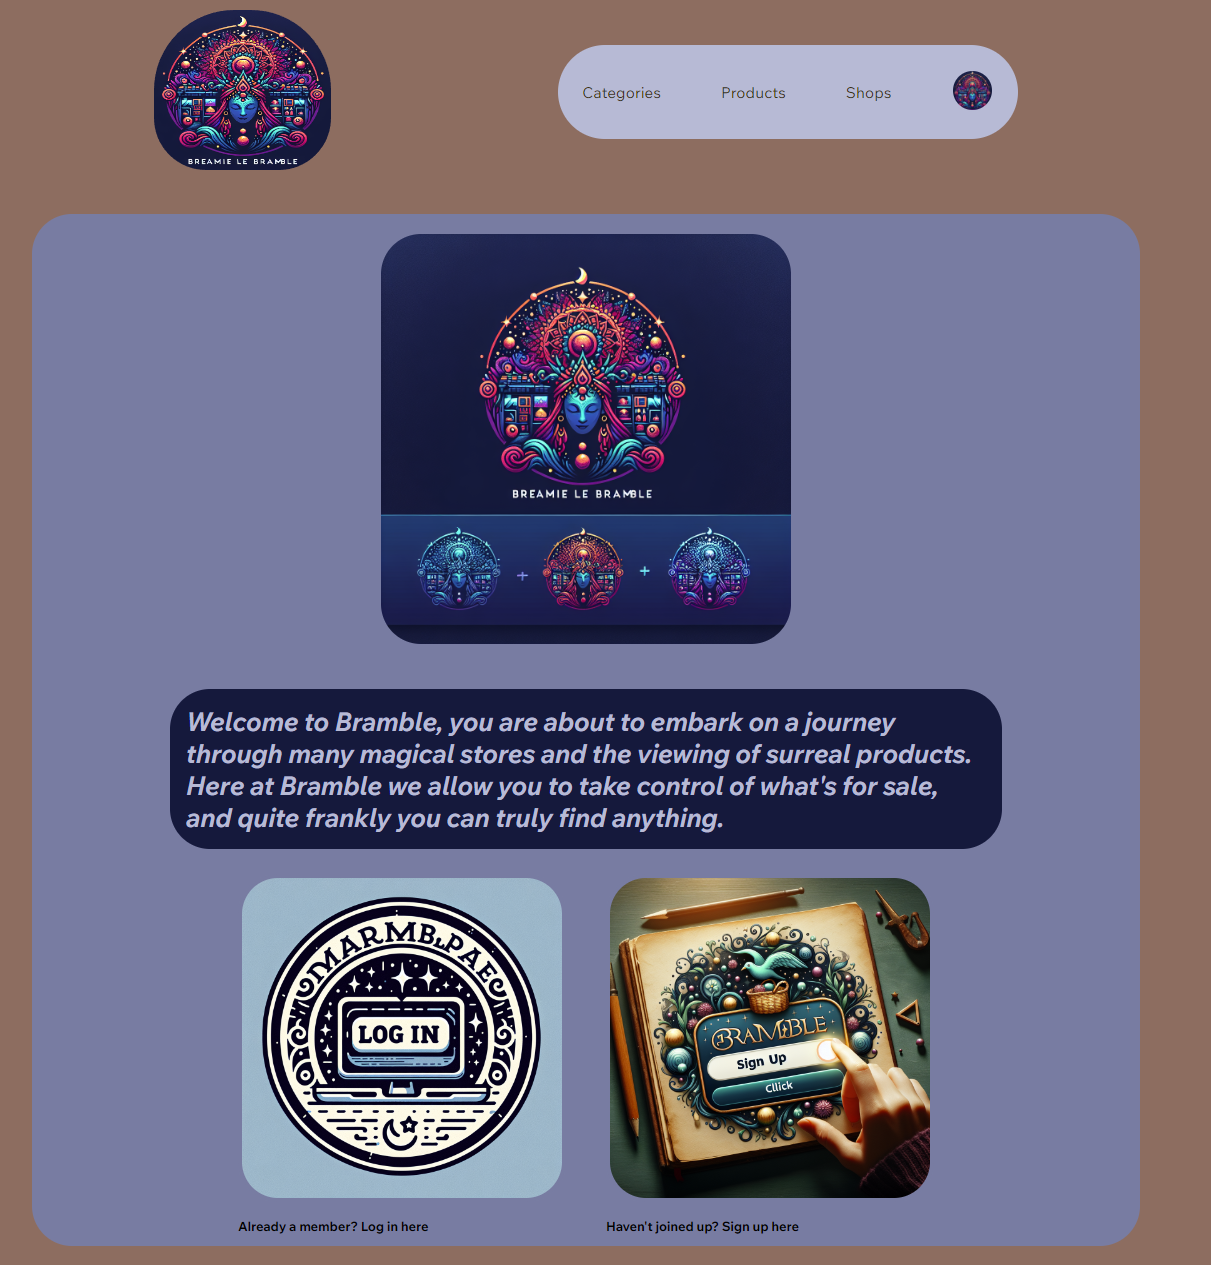 BREAMIE LE BRAMBLE
Categories
Products
Shops
BREAMIE LE BRAMBLE
Welcome to Bramble, you are about to embark on a journey
through many magical stores and the viewing of surreal products.
Here at Bramble we allow you to take control of what's for sale,
and quite frankly you can truly find anything.
MARMB.PAE
LOG IN
BRAMBLE
Sign Up
Cllick
Already a member? Log in here
Haven't joined up? Sign up here